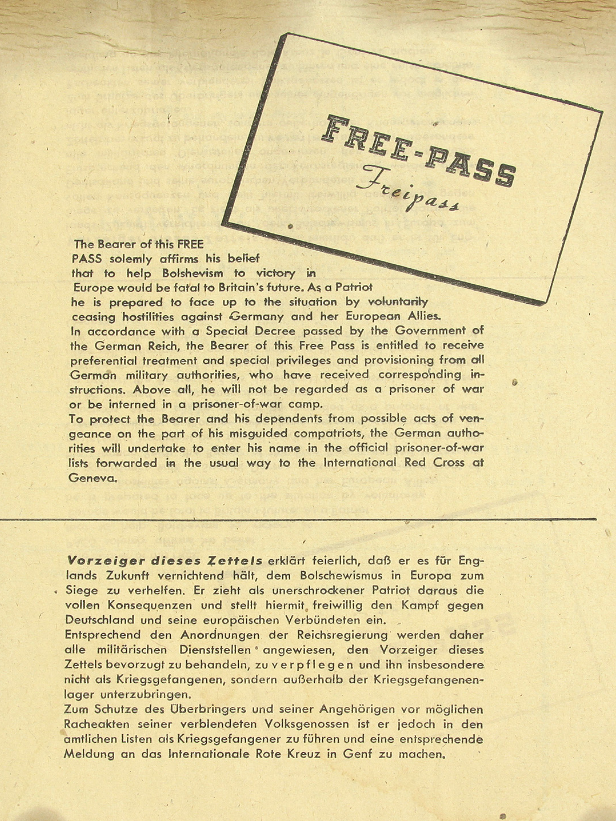 FREE-PASS
Freipass
The Bearer of this FREE
PASS solemly affirms his belief
that to help Bolshevism to victory in
Europe would be fatal to Britain's future. As a Patriot
he is prepared to face up to the situation by voluntarily
ceasing hostilities against Germany and her European Allies.
In accordance with a Special Decree passed by the Government of
the German Reich, the Bearer of this Free Pass is entitled to receive
preferential treatment and special privileges and provisioning from all
German military authorities, who have received corresponding in-
structions. Above all, he will not be regarded as a prisoner of war
or be interned in a prisoner-of-war camp.
To protect the Bearer and his dependents from possible acts of ven-
geance on the part of his misguided compatriots, the German autho-
rities will undertake to enter his name in the official prisoner-of-war
lists forwarded in the usual way to the International Red Cross at
Geneva.
Vorzeiger dieses Zettels erklärt feierlich, daß er es für Eng-
lands Zukunft vernichtend hält, dem Bolschewismus in Europa zum
Siege zu verhelfen. Er zieht als unerschrockener Patriot daraus die
vollen Konsequenzen und stellt hiermit freiwillig den Kampf gegen
Deutschland und seine europäischen Verbündeten ein.
Entsprechend den Anordnungen der Reichsregierung werden daher
alle militärischen Dienststellen angewiesen, den Vorzeiger dieses
Zettels bevorzugt zu behandeln, zu verpflegen und ihn insbesondere
nicht als Kriegsgefangenen, sondern außerhalb der Kriegsgefangenen-
lager unterzubringen.
Zum Schutze des Überbringers und seiner Angehörigen vor möglichen
Racheakten seiner verblendeten Volksgenossen ist er jedoch in den
amtlichen Listen als Kriegsgefangener zu führen und eine entsprechende
Meldung an das Internationale Rote Kreuz in Genf zu machen.